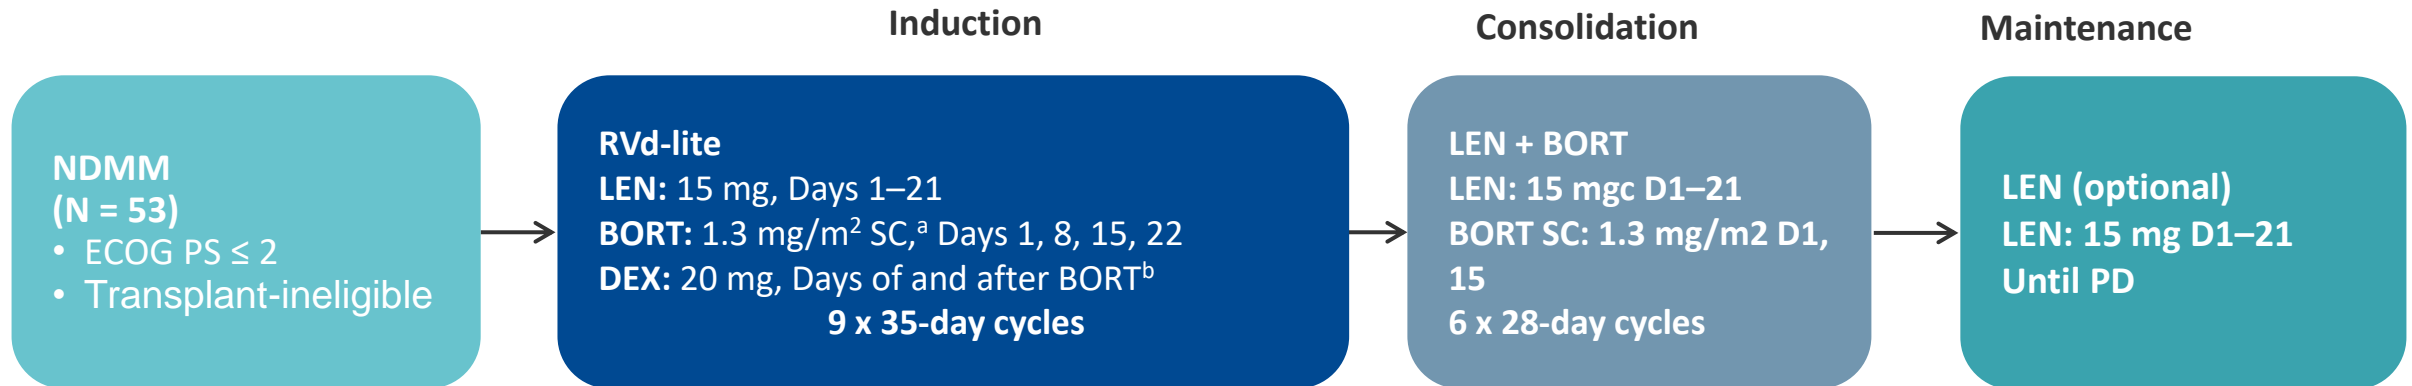 Induction
Consolidation
Maintenance
NDMM
(N = 53)
• ECOG PS ≤ 2
• Transplant-ineligible
RVd-lite
LEN: 15 mg, Days 1–21
BORT: 1.3 mg/m² SC,ᵃ Days 1, 8, 15, 22
DEX: 20 mg, Days of and after BORTᵇ
9 x 35-day cycles
LEN + BORT
LEN: 15 mgc D1–21
BORT SC: 1.3 mg/m2 D1,
15
6 x 28-day cycles
LEN (optional)
LEN: 15 mg D1–21
Until PD